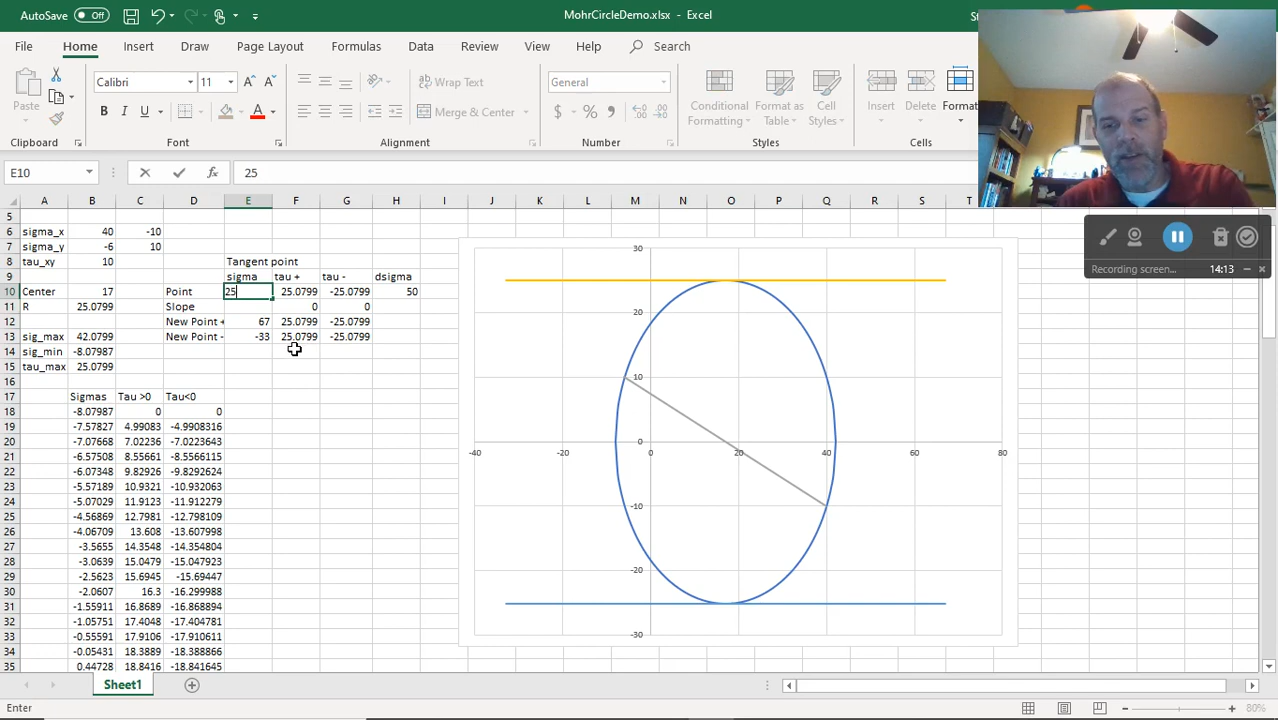 AutoSave Off MohrCircleDemo.xlsx - Excel
File Home Insert Draw Page Layout Formulas Data Review View Help Search
Paste
Calibri 11 A A
B I U
Wrap Text
Merge & Center
General
$ % 9
Conditional Formatting
Format as Table
Cell Styles
Insert Delete Format
Clipboard Font Alignment Number Styles Cells
E10 fx 25
Recording screen... 14:13
A B C D E F G H I J K L M N O P Q R S T
5
6 sigma_x 40 -10
7 sigma_y -6 10
8 tau_xy 10 Tangent point
9 sigma tau + tau - dsigma
10 Center 17 Point 25 25.0799 -25.0799 50
11 R 25.0799 Slope 0 0
12 New Point + 67 25.0799 -25.0799
13 sig_max 42.0799 New Point - -33 25.0799 -25.0799
14 sig_min -8.07987
15 tau_max 25.0799
16
17 Sigmas Tau >0 Tau<0
18 -8.07987 0 0
19 -7.57827 4.99083 -4.9908316
20 -7.07668 7.02236 -7.0223643
21 -6.57508 8.55661 -8.5566115
22 -6.07348 9.82926 -9.8292624
23 -5.57189 10.9321 -10.932063
24 -5.07029 11.9123 -11.912279
25 -4.56869 12.7981 -12.798109
26 -4.06709 13.608 -13.607998
27 -3.5655 14.3548 -14.354804
28 -3.0639 15.0479 -15.047923
29 -2.5623 15.6945 -15.69447
30 -2.0607 16.3 -16.299988
31 -1.55911 16.8689 -16.868894
32 -1.05751 17.4048 -17.404781
33 -0.55591 17.9106 -17.910611
34 -0.05431 18.3889 -18.388866
35 0.44728 18.8416 -18.841645
30
20
10
0
-10
-20
-30
-40 -20 0 20 40 60 80
Sheet1
Enter 80%